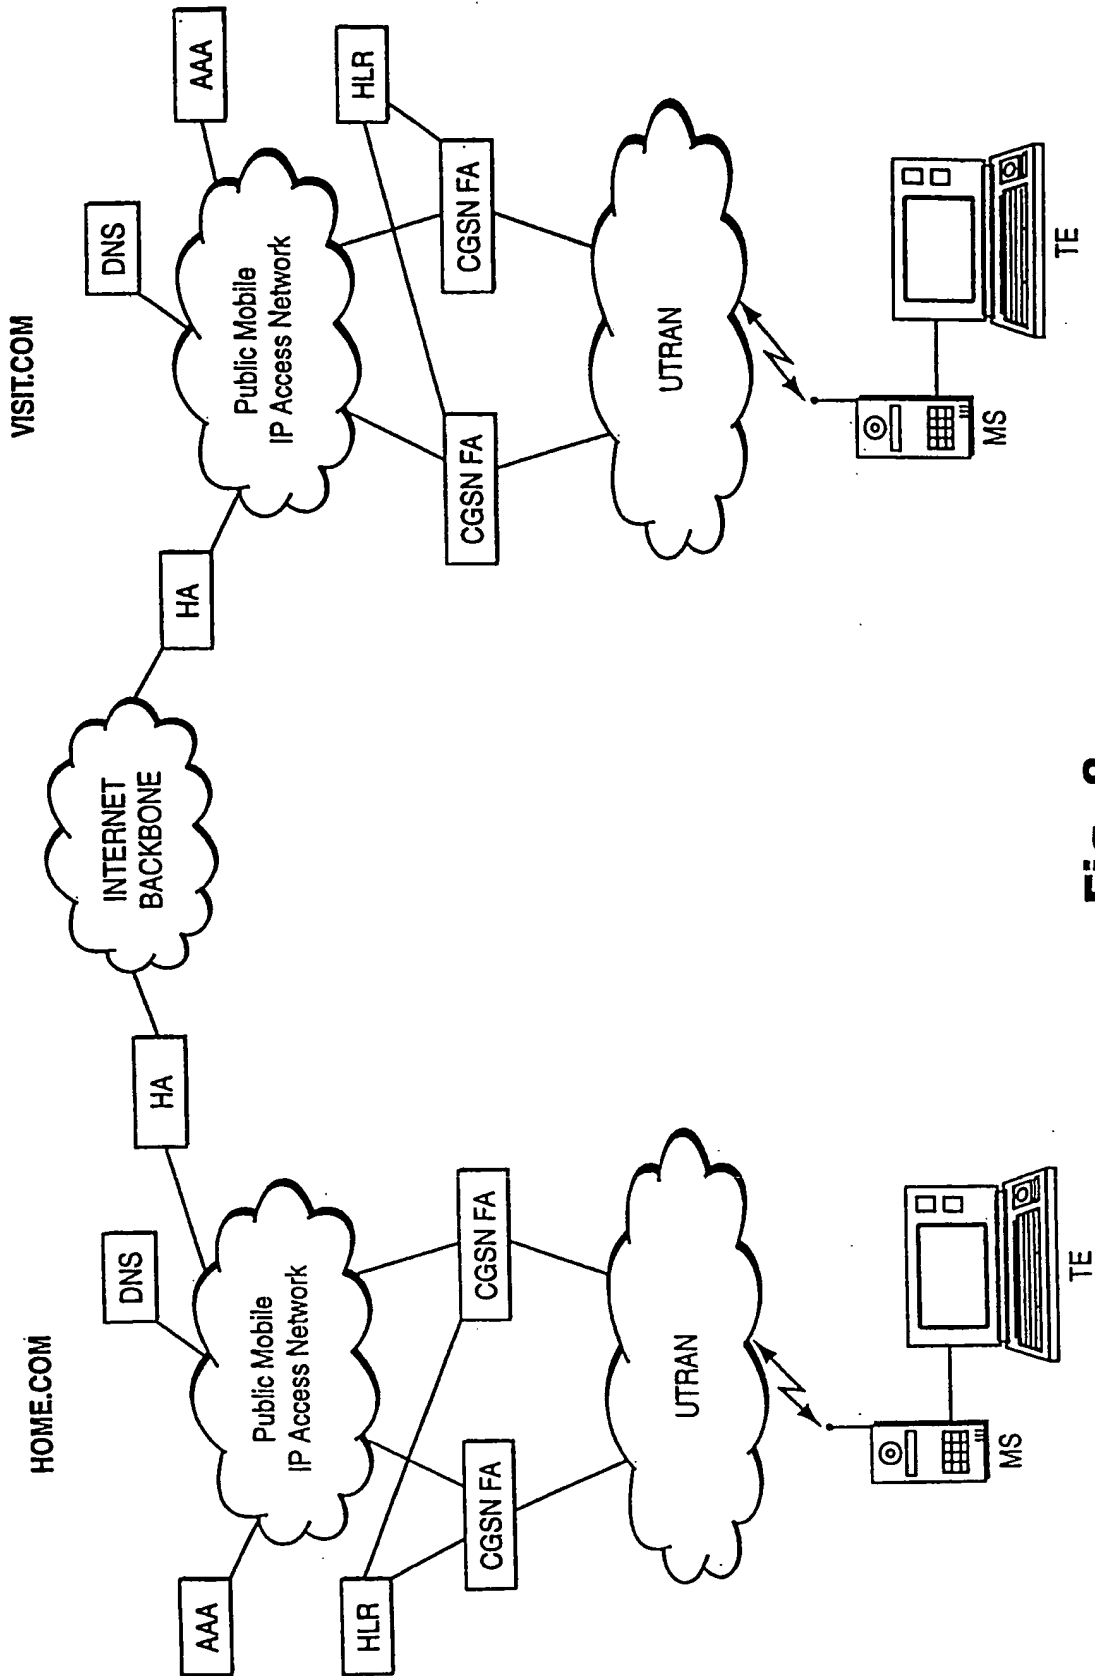 HOME.COM
VISIT.COM
INTERNET
BACKBONE
HA
HA
DNS
DNS
AAA
AAA
Public Mobile
IP Access Network
Public Mobile
IP Access Network
HLR
HLR
CGSN FA
CGSN FA
CGSN FA
CGSN FA
UTRAN
UTRAN
MS
TE
MS
TE
Fig.